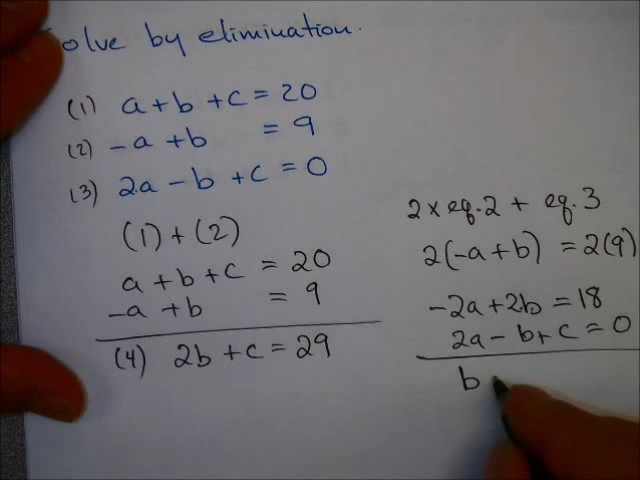 Solve by elimination.
(1) a + b + c = 20
(2) -a + b = 9
(3) 2a - b + c = 0
(1) + (2)
a + b + c = 20
-a + b = 9
(4) 2b + c = 29
2 x eq.2 + eq.3
2(-a + b) = 2(9)
-2a + 2b = 18
2a - b + c = 0
b